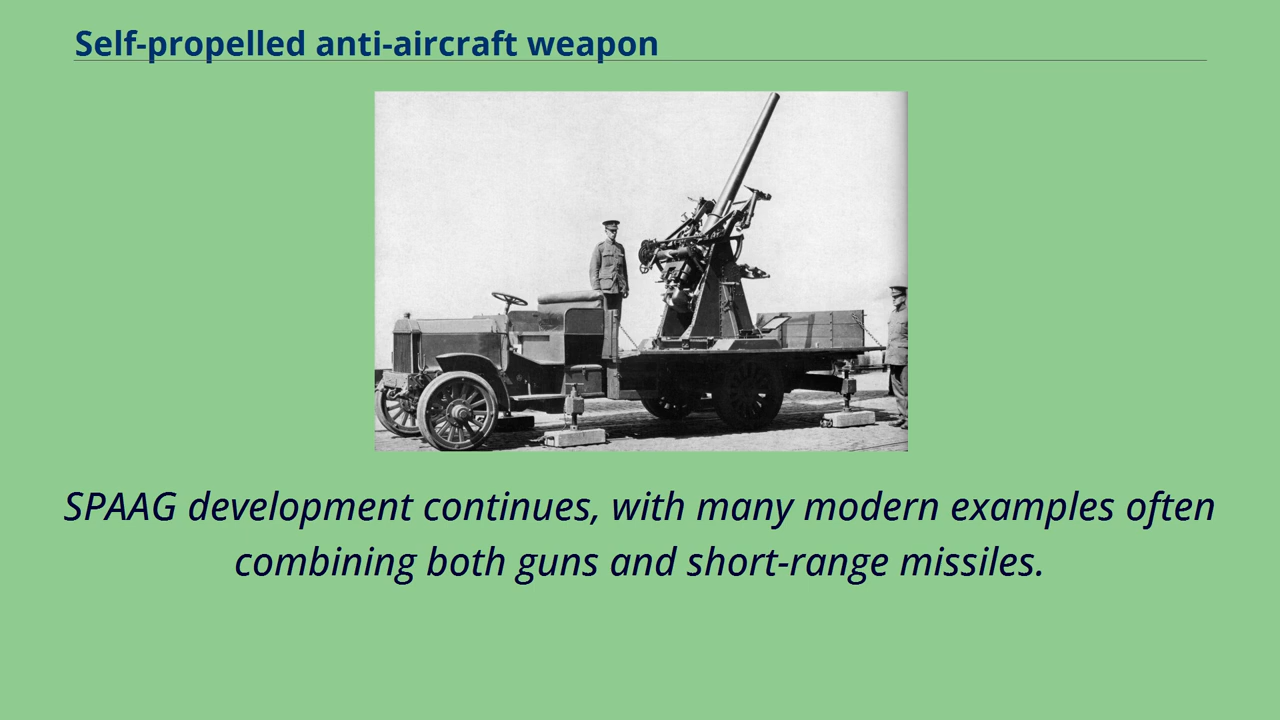 Self-propelled anti-aircraft weapon
SPAAG development continues, with many modern examples often
combining both guns and short-range missiles.